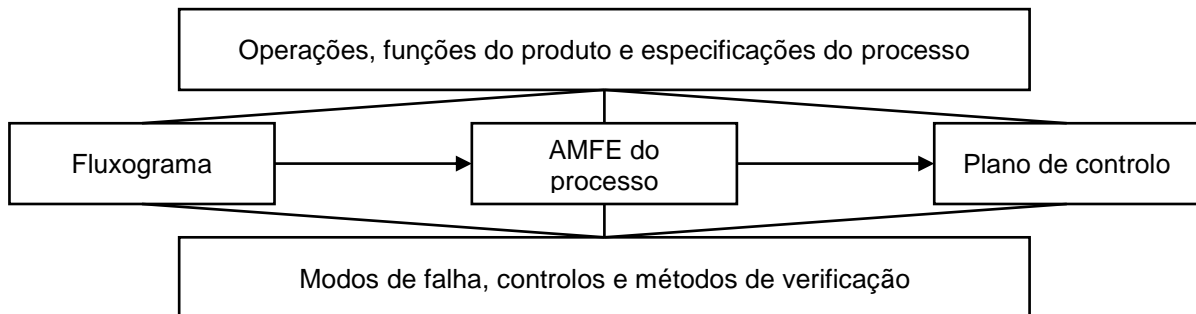 Operações, funções do produto e especificações do processo
Fluxograma
AMFE do
processo
Plano de controlo
Modos de falha, controlos e métodos de verificação